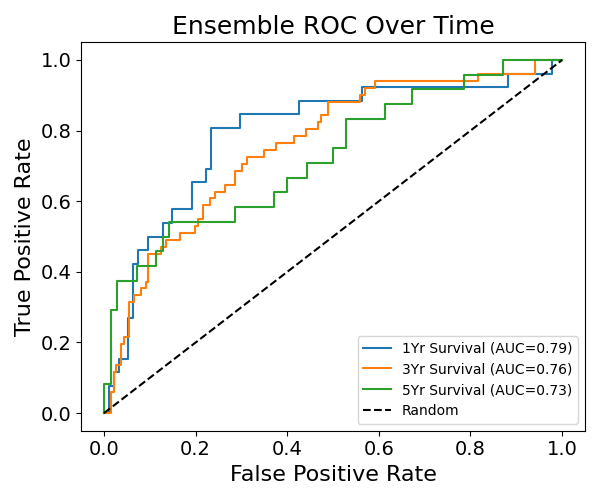 Ensemble ROC Over Time
True Positive Rate
1.0
0.8
0.6
0.4
0.2
0.0
0.0 0.2 0.4 0.6 0.8 1.0
False Positive Rate
1Yr Survival (AUC=0.79)
3Yr Survival (AUC=0.76)
5Yr Survival (AUC=0.73)
Random